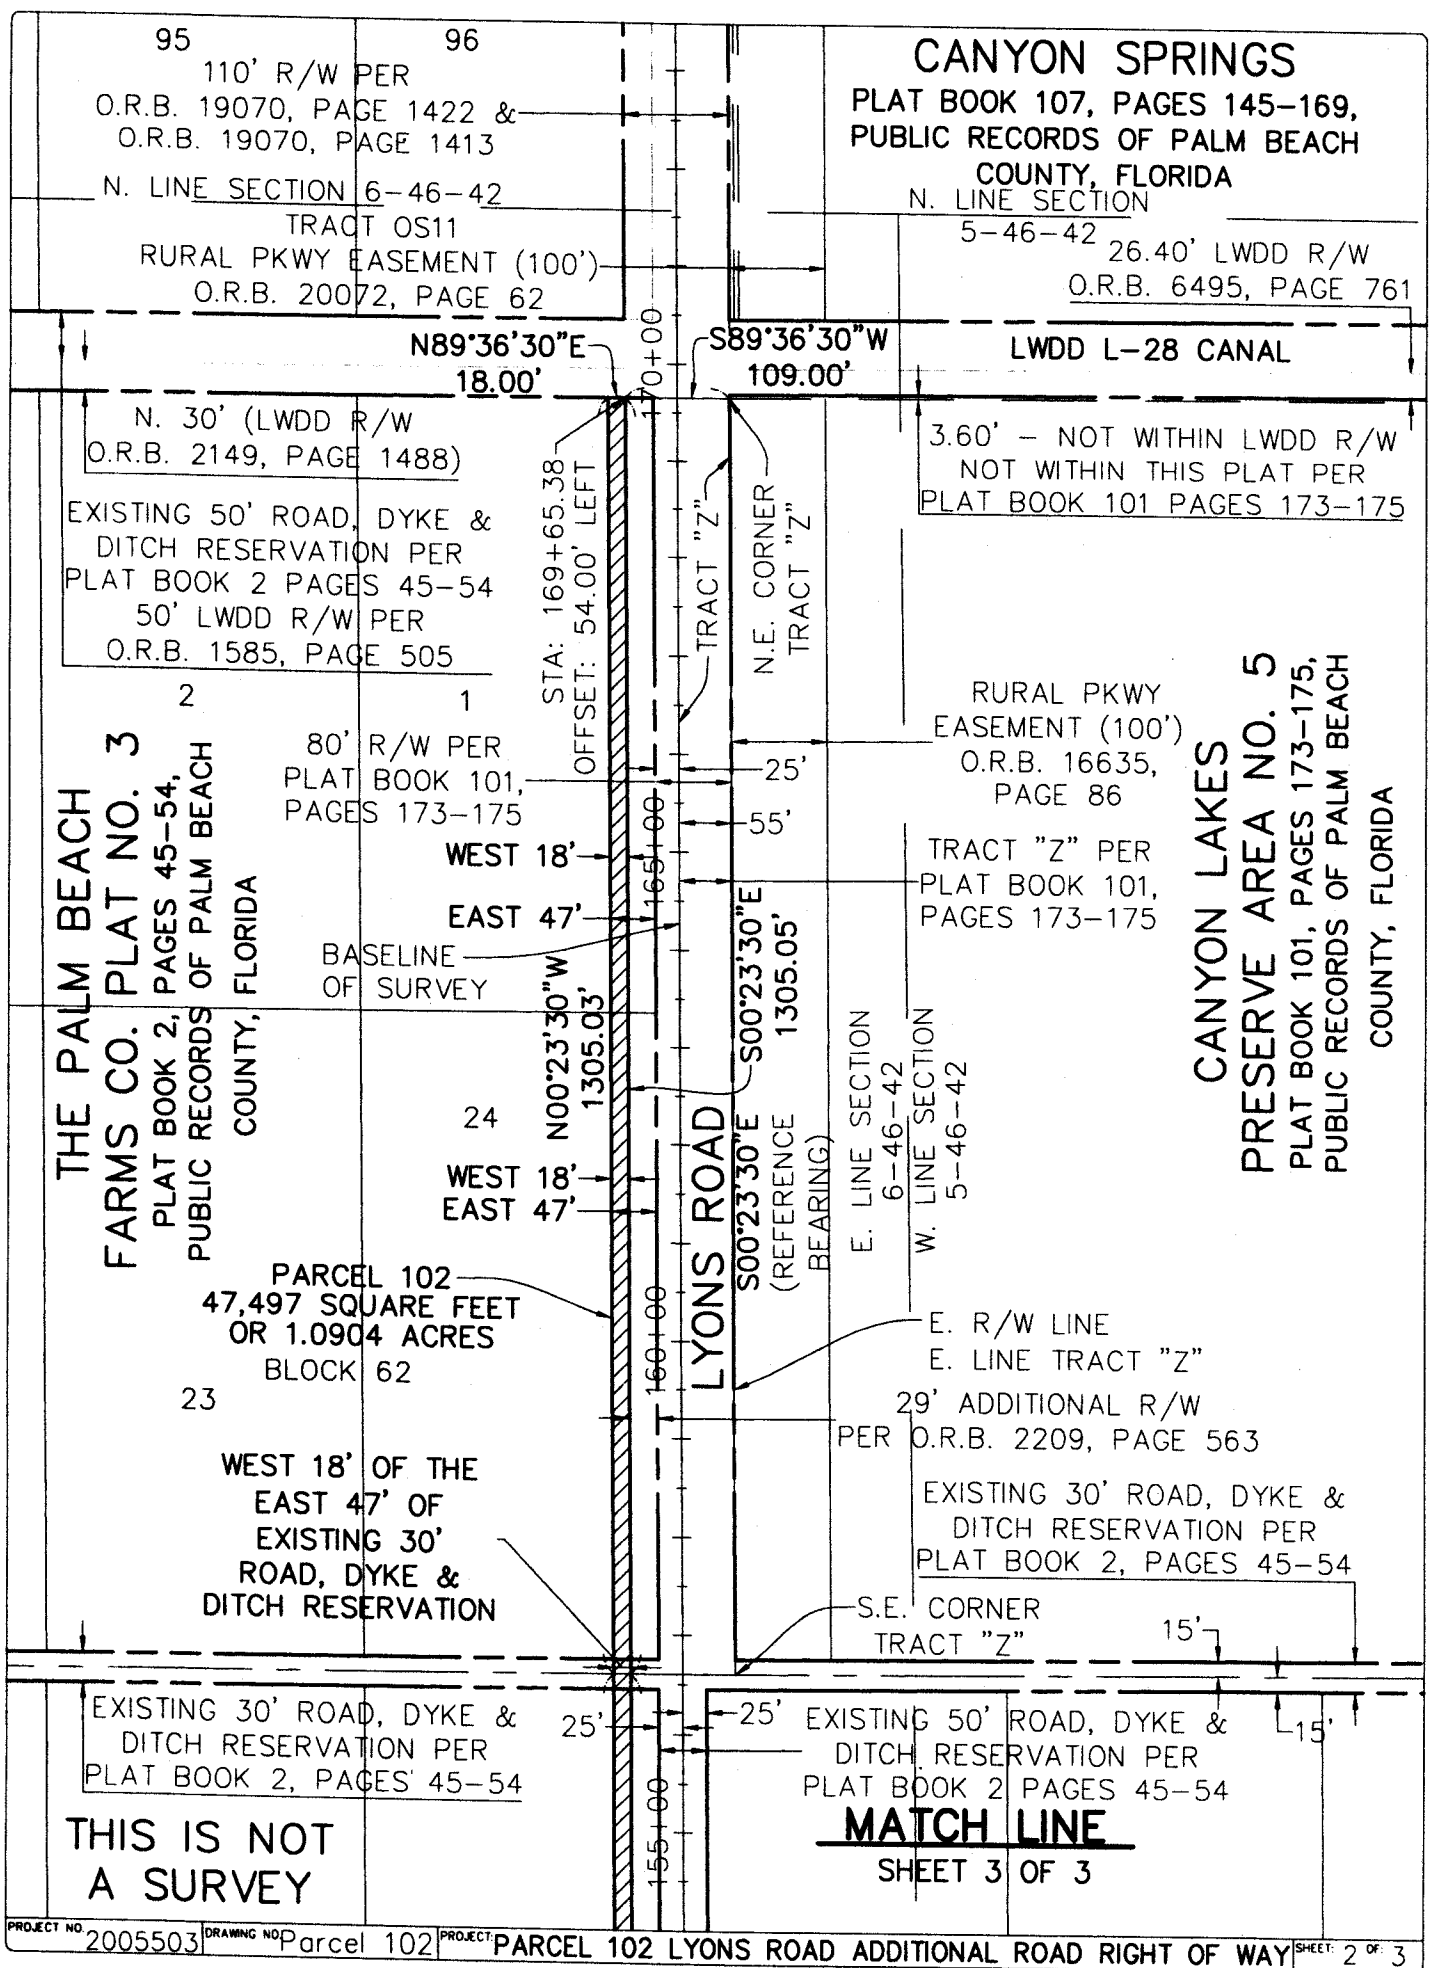 95
96
110' R/W PER
O.R.B. 19070, PAGE 1422 &
O.R.B. 19070, PAGE 1413
N. LINE SECTION 6-46-42
TRACT OS11
RURAL PKWY EASEMENT (100')
O.R.B. 20072, PAGE 62
CANYON SPRINGS
PLAT BOOK 107, PAGES 145-169,
PUBLIC RECORDS OF PALM BEACH
COUNTY, FLORIDA
N. LINE SECTION
5-46-42
26.40' LWDD R/W
O.R.B. 6495, PAGE 761
N89°36'30"E
18.00'
170+00
S89°36'30"W
109.00'
LWDD L-28 CANAL
N. 30' (LWDD R/W
O.R.B. 2149, PAGE 1488)
EXISTING 50' ROAD, DYKE &
DITCH RESERVATION PER
PLAT BOOK 2 PAGES 45-54
50' LWDD R/W PER
O.R.B. 1585, PAGE 505
STA: 169+65.38
OFFSET: 54.00' LEFT
TRACT "Z"
N.E. CORNER
TRACT "Z"
3.60' - NOT WITHIN LWDD R/W
NOT WITHIN THIS PLAT PER
PLAT BOOK 101 PAGES 173-175
2
1
80' R/W PER
PLAT BOOK 101,
PAGES 173-175
25'
55'
RURAL PKWY
EASEMENT (100')
O.R.B. 16635,
PAGE 86
THE PALM BEACH
FARMS CO. PLAT NO. 3
PLAT BOOK 2, PAGES 45-54,
PUBLIC RECORDS OF PALM BEACH
COUNTY, FLORIDA
WEST 18'
165+00
EAST 47'
BASELINE
OF SURVEY
TRACT "Z" PER
PLAT BOOK 101,
PAGES 173-175
CANYON LAKES
PRESERVE AREA NO. 5
PLAT BOOK 101, PAGES 173-175,
PUBLIC RECORDS OF PALM BEACH
COUNTY, FLORIDA
N00°23'30"W
1305.03'
S00°23'30"E
1305.05'
24
WEST 18'
EAST 47'
LYONS ROAD
S00°23'30"E
(REFERENCE
BEARING)
E. LINE SECTION
6-46-42
W. LINE SECTION
5-46-42
PARCEL 102
47,497 SQUARE FEET
OR 1.0904 ACRES
BLOCK 62
23
160+00
E. R/W LINE
E. LINE TRACT "Z"
29' ADDITIONAL R/W
PER O.R.B. 2209, PAGE 563
WEST 18' OF THE
EAST 47' OF
EXISTING 30'
ROAD, DYKE &
DITCH RESERVATION
EXISTING 30' ROAD, DYKE &
DITCH RESERVATION PER
PLAT BOOK 2, PAGES 45-54
S.E. CORNER
TRACT "Z"
15'
EXISTING 30' ROAD, DYKE &
DITCH RESERVATION PER
PLAT BOOK 2, PAGES 45-54
25'
25'
EXISTING 50' ROAD, DYKE &
DITCH RESERVATION PER
PLAT BOOK 2 PAGES 45-54
15'
155+00
THIS IS NOT
A SURVEY
MATCH LINE
SHEET 3 OF 3
PROJECT NO. 2005503 DRAWING NO Parcel 102 PROJECT: PARCEL 102 LYONS ROAD ADDITIONAL ROAD RIGHT OF WAY SHEET: 2 OF: 3